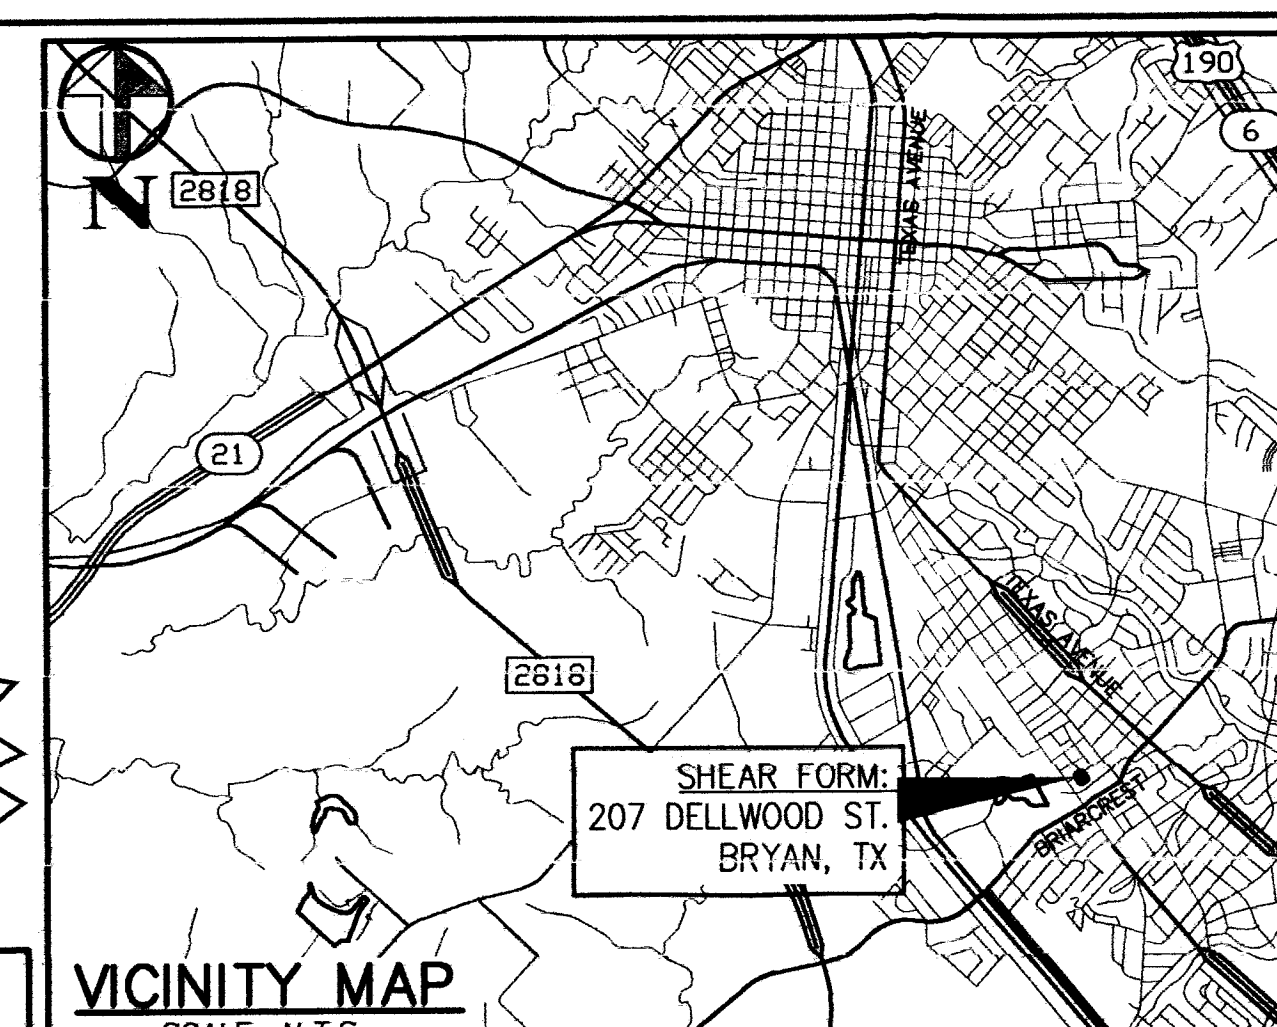 190
6
TEXAS AVENUE
N
2818
21
TEXAS AVENUE
2818
SHEAR FORM:
207 DELLWOOD ST.
BRYAN, TX
BRIARCREST
VICINITY MAP
SCALE: N.T.S.